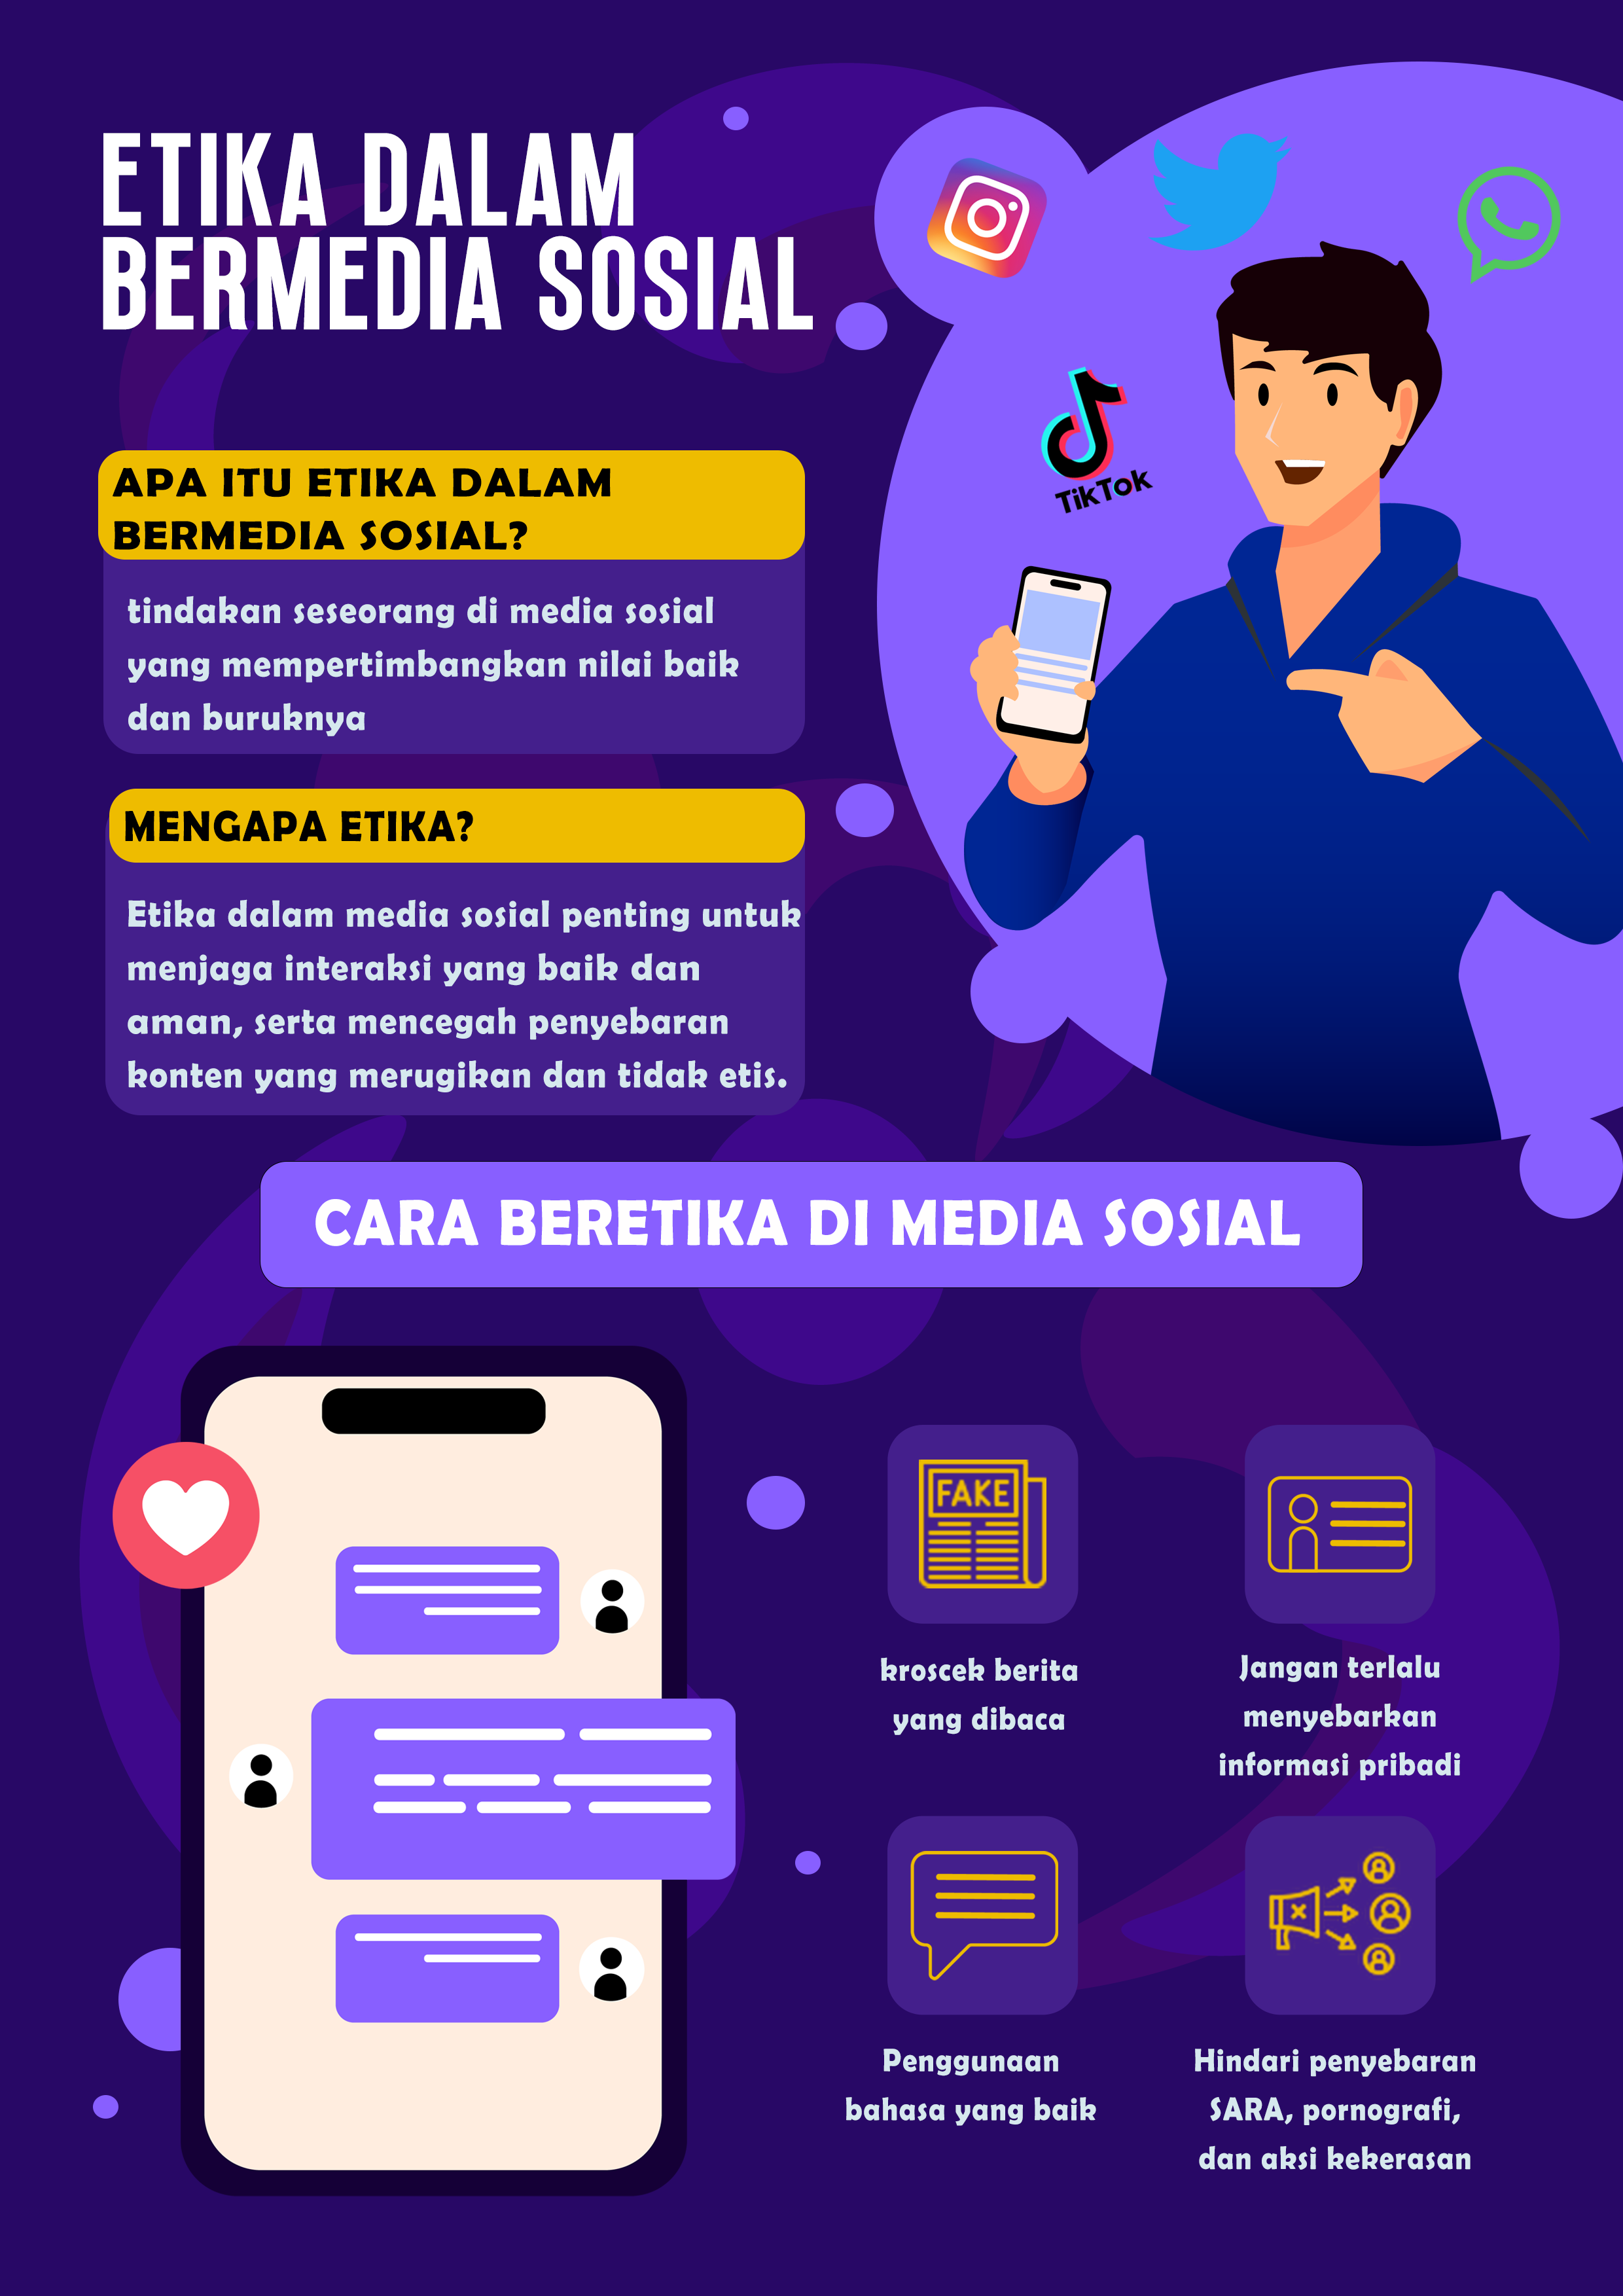 ETIKA DALAM
BERMEDIA SOSIAL
TikTok
APA ITU ETIKA DALAM
BERMEDIA SOSIAL?
tindakan seseorang di media sosial
yang mempertimbangkan nilai baik
dan buruknya
MENGAPA ETIKA?
Etika dalam media sosial penting untuk
menjaga interaksi yang baik dan
aman, serta mencegah penyebaran
konten yang merugikan dan tidak etis.
CARA BERETIKA DI MEDIA SOSIAL
FAKE
kroscek berita
yang dibaca
Jangan terlalu
menyebarkan
informasi pribadi
Penggunaan
bahasa yang baik
Hindari penyebaran
SARA, pornografi,
dan aksi kekerasan